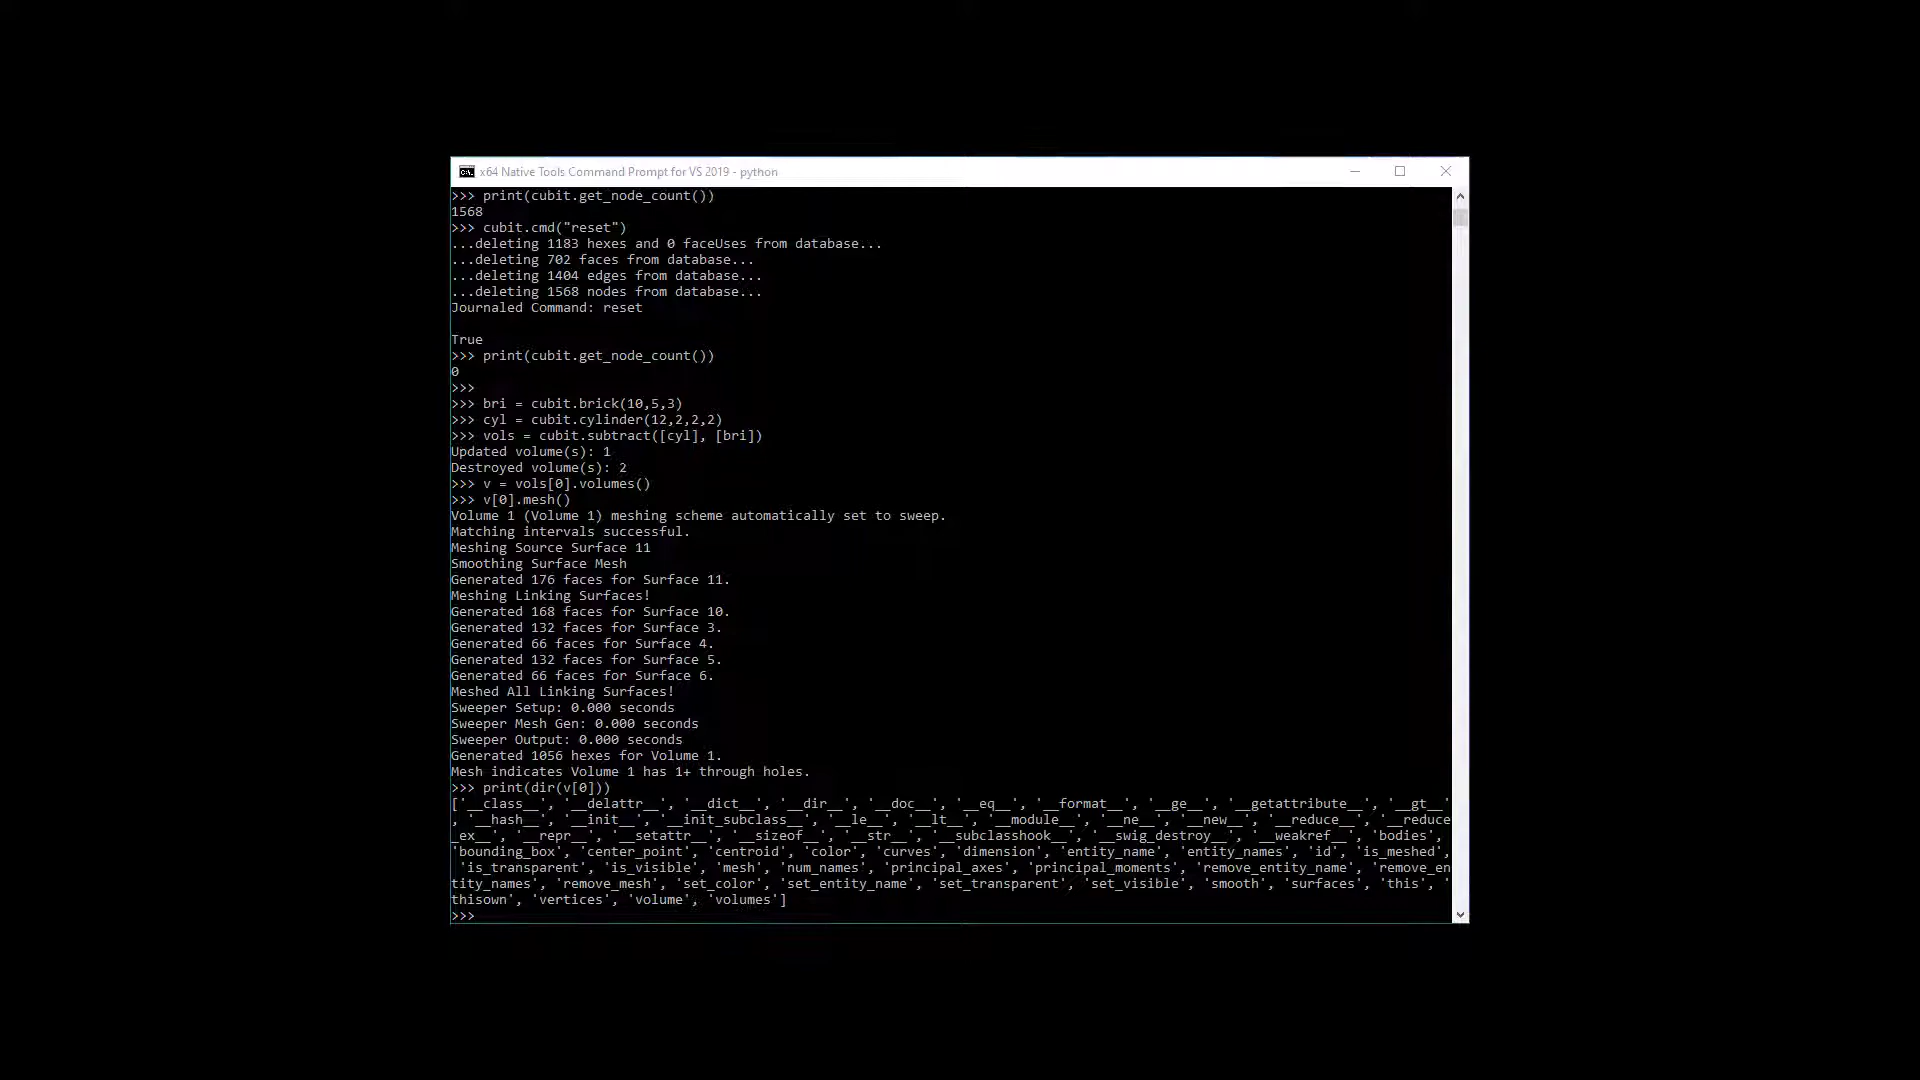 x64 Native Tools Command Prompt for VS 2019 - python
>>> print(cubit.get_node_count())
1568
>>> cubit.cmd("reset")
...deleting 1183 hexes and 0 faceUses from database...
...deleting 702 faces from database...
...deleting 1404 edges from database...
...deleting 1568 nodes from database...
Journaled Command: reset
True
>>> print(cubit.get_node_count())
0
>>>
>>> bri = cubit.brick(10,5,3)
>>> cyl = cubit.cylinder(12,2,2,2)
>>> vols = cubit.subtract([cyl], [bri])
Updated volume(s): 1
Destroyed volume(s): 2
>>> v = vols[0].volumes()
>>> v[0].mesh()
Volume 1 (Volume 1) meshing scheme automatically set to sweep.
Matching intervals successful.
Meshing Source Surface 11
Smoothing Surface Mesh
Generated 176 faces for Surface 11.
Meshing Linking Surfaces!
Generated 168 faces for Surface 10.
Generated 132 faces for Surface 3.
Generated 66 faces for Surface 4.
Generated 132 faces for Surface 5.
Generated 66 faces for Surface 6.
Meshed All Linking Surfaces!
Sweeper Setup: 0.000 seconds
Sweeper Mesh Gen: 0.000 seconds
Sweeper Output: 0.000 seconds
Generated 1056 hexes for Volume 1.
Mesh indicates Volume 1 has 1+ through holes.
>>> print(dir(v[0]))
['__class__', '__delattr__', '__dict__', '__dir__', '__doc__', '__eq__', '__format__', '__ge__', '__getattribute__', '__gt__'
, '__hash__', '__init__', '__init_subclass__', '__le__', '__lt__', '__module__', '__ne__', '__new__', '__reduce__', '__reduce
_ex__', '__repr__', '__setattr__', '__sizeof__', '__str__', '__subclasshook__', '__swig_destroy__', '__weakref__', 'bodies',
'bounding_box', 'center_point', 'centroid', 'color', 'curves', 'dimension', 'entity_name', 'entity_names', 'id', 'is_meshed',
'is_transparent', 'is_visible', 'mesh', 'num_names', 'principal_axes', 'principal_moments', 'remove_entity_name', 'remove_en
tity_names', 'remove_mesh', 'set_color', 'set_entity_name', 'set_transparent', 'set_visible', 'smooth', 'surfaces', 'this', '
thisown', 'vertices', 'volume', 'volumes']
>>>